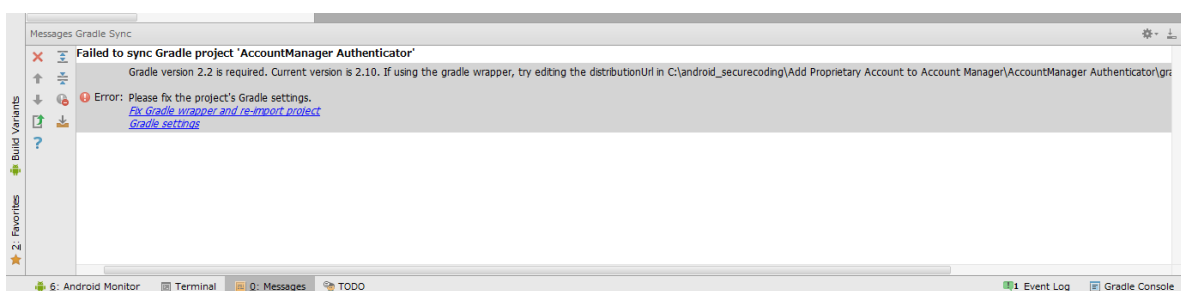 Messages Gradle Sync
Failed to sync Gradle project 'AccountManager Authenticator'
Gradle version 2.2 is required. Current version is 2.10. If using the gradle wrapper, try editing the distributionUrl in C:\android_securecoding\Add Proprietary Account to Account Manager\AccountManager Authenticator\gra
Error: Please fix the project's Gradle settings.
Fix Gradle wrapper and re-import project
Gradle settings
Build Variants
2: Favorites
6: Android Monitor Terminal 0: Messages TODO 1 Event Log Gradle Console